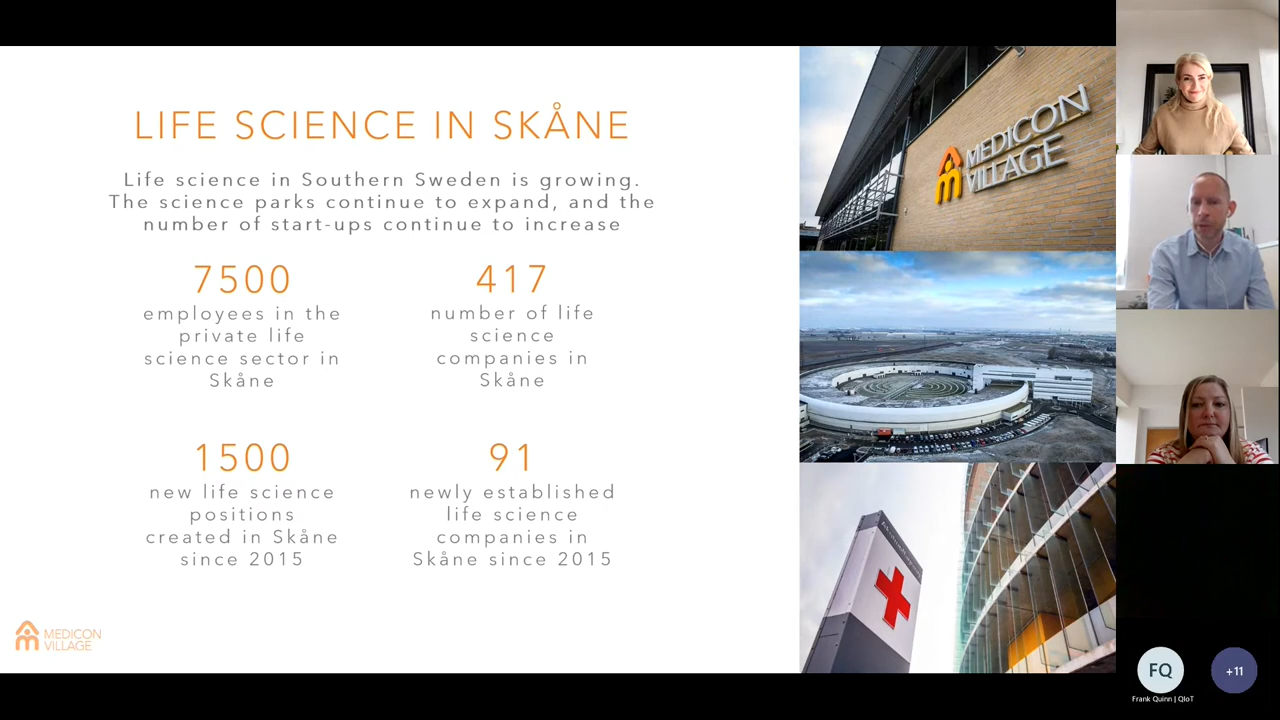 LIFE SCIENCE IN SKÅNE
Life science in Southern Sweden is growing.
The science parks continue to expand, and the
number of start-ups continue to increase
7500
employees in the
private life
science sector in
Skåne
417
number of life
science
companies in
Skåne
1500
new life science
positions
created in Skåne
since 2015
91
newly established
life science
companies in
Skåne since 2015
MEDICON
VILLAGE
MEDICON
VILLAGE
FQ
+11
Frank Quinn | QIoT